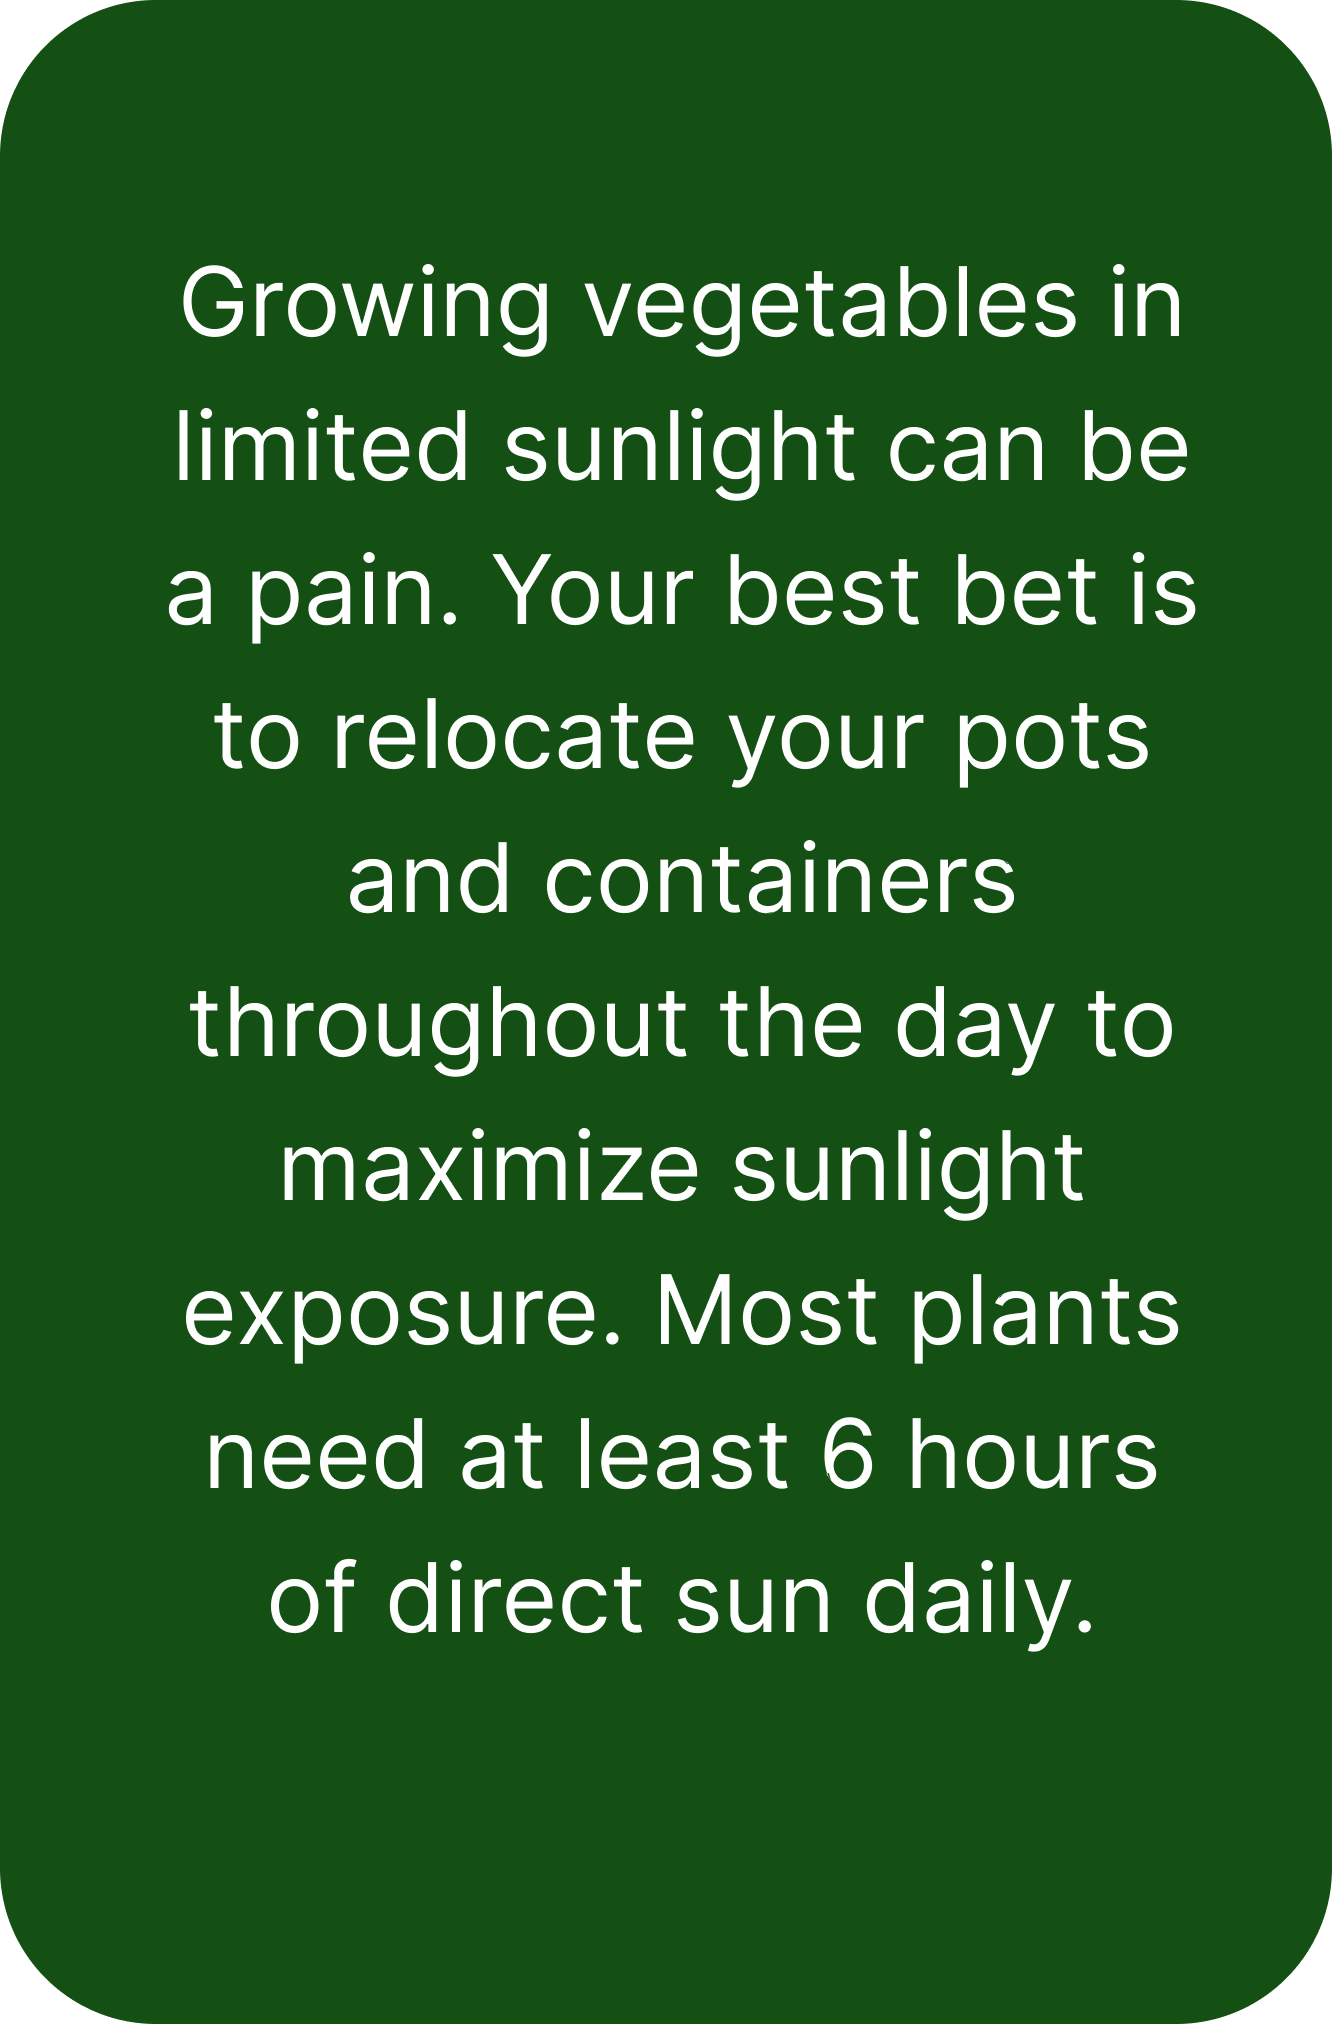 Growing vegetables in
limited sunlight can be
a pain. Your best bet is
to relocate your pots
and containers
throughout the day to
maximize sunlight
exposure. Most plants
need at least 6 hours
of direct sun daily.